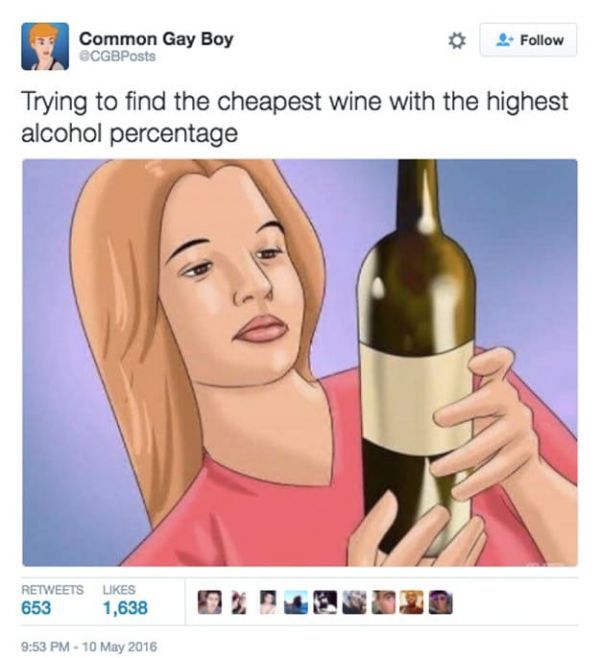 Common Gay Boy
@CGBPosts
Follow
Trying to find the cheapest wine with the highest
alcohol percentage
RETWEETS LIKES
653 1,638
9:53 PM - 10 May 2016